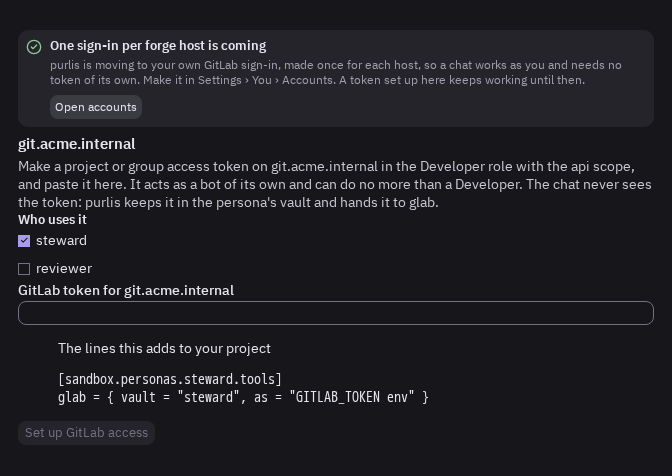 One sign-in per forge host is coming
purlis is moving to your own GitLab sign-in, made once for each host, so a chat works as you and needs no
token of its own. Make it in Settings › You › Accounts. A token set up here keeps working until then.
Open accounts
git.acme.internal
Make a project or group access token on git.acme.internal in the Developer role with the api scope,
and paste it here. It acts as a bot of its own and can do no more than a Developer. The chat never sees
the token: purlis keeps it in the persona's vault and hands it to glab.
Who uses it
steward
reviewer
GitLab token for git.acme.internal
The lines this adds to your project
[sandbox.personas.steward.tools]
glab = { vault = "steward", as = "GITLAB_TOKEN env" }
Set up GitLab access